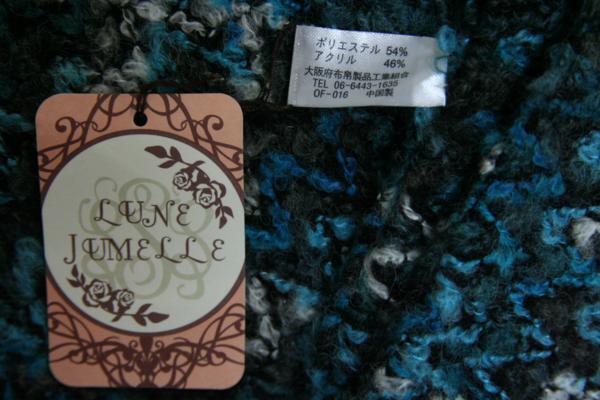 ポリエステル 54%
アクリル 46%
大阪府布帛製品工業組合
TEL 06-6443-1635
OF-016 中国製
LUNE
JUMELLE